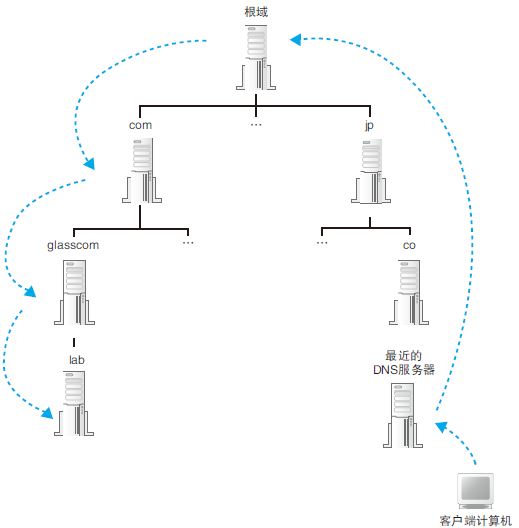 根域
com
…
jp
glasscom
…
…
co
lab
最近的
DNS服务器
客户端计算机